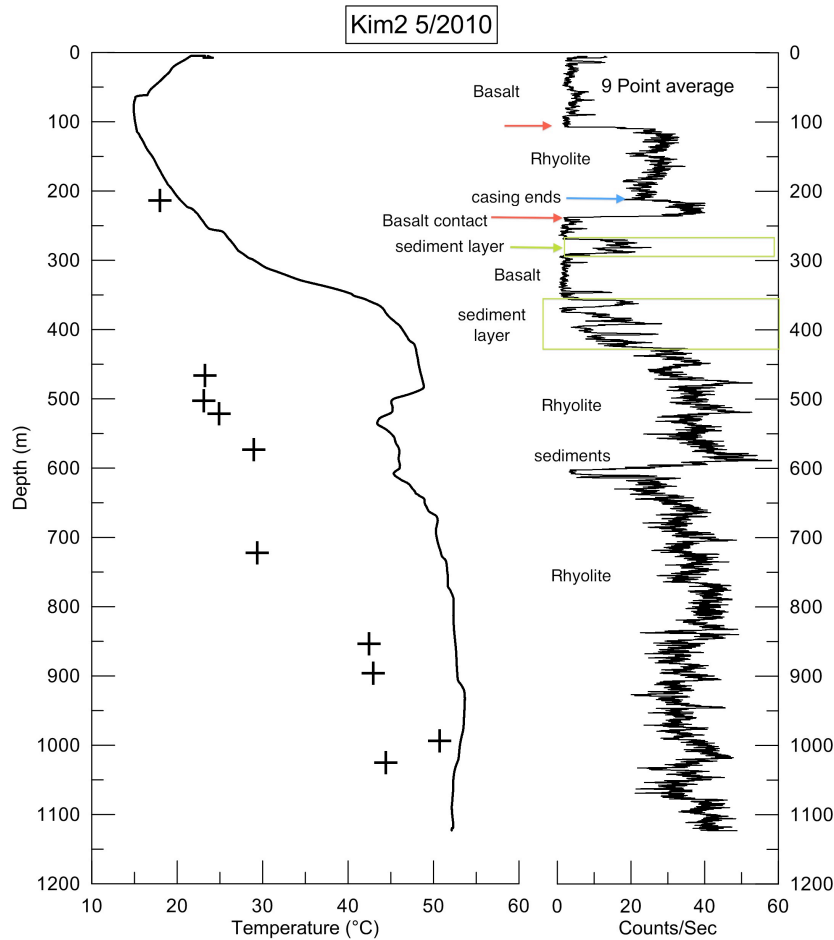 Kim2 5/2010
0
100
200
300
400
500
600
700
800
900
1000
1100
1200
Depth (m)
10
20
30
40
50
60
Temperature (°C)
Basalt
9 Point average
Rhyolite
casing ends
Basalt contact
sediment layer
Basalt
sediment
layer
Rhyolite
sediments
Rhyolite
0
100
200
300
400
500
600
700
800
900
1000
1100
1200
0
20
40
60
Counts/Sec